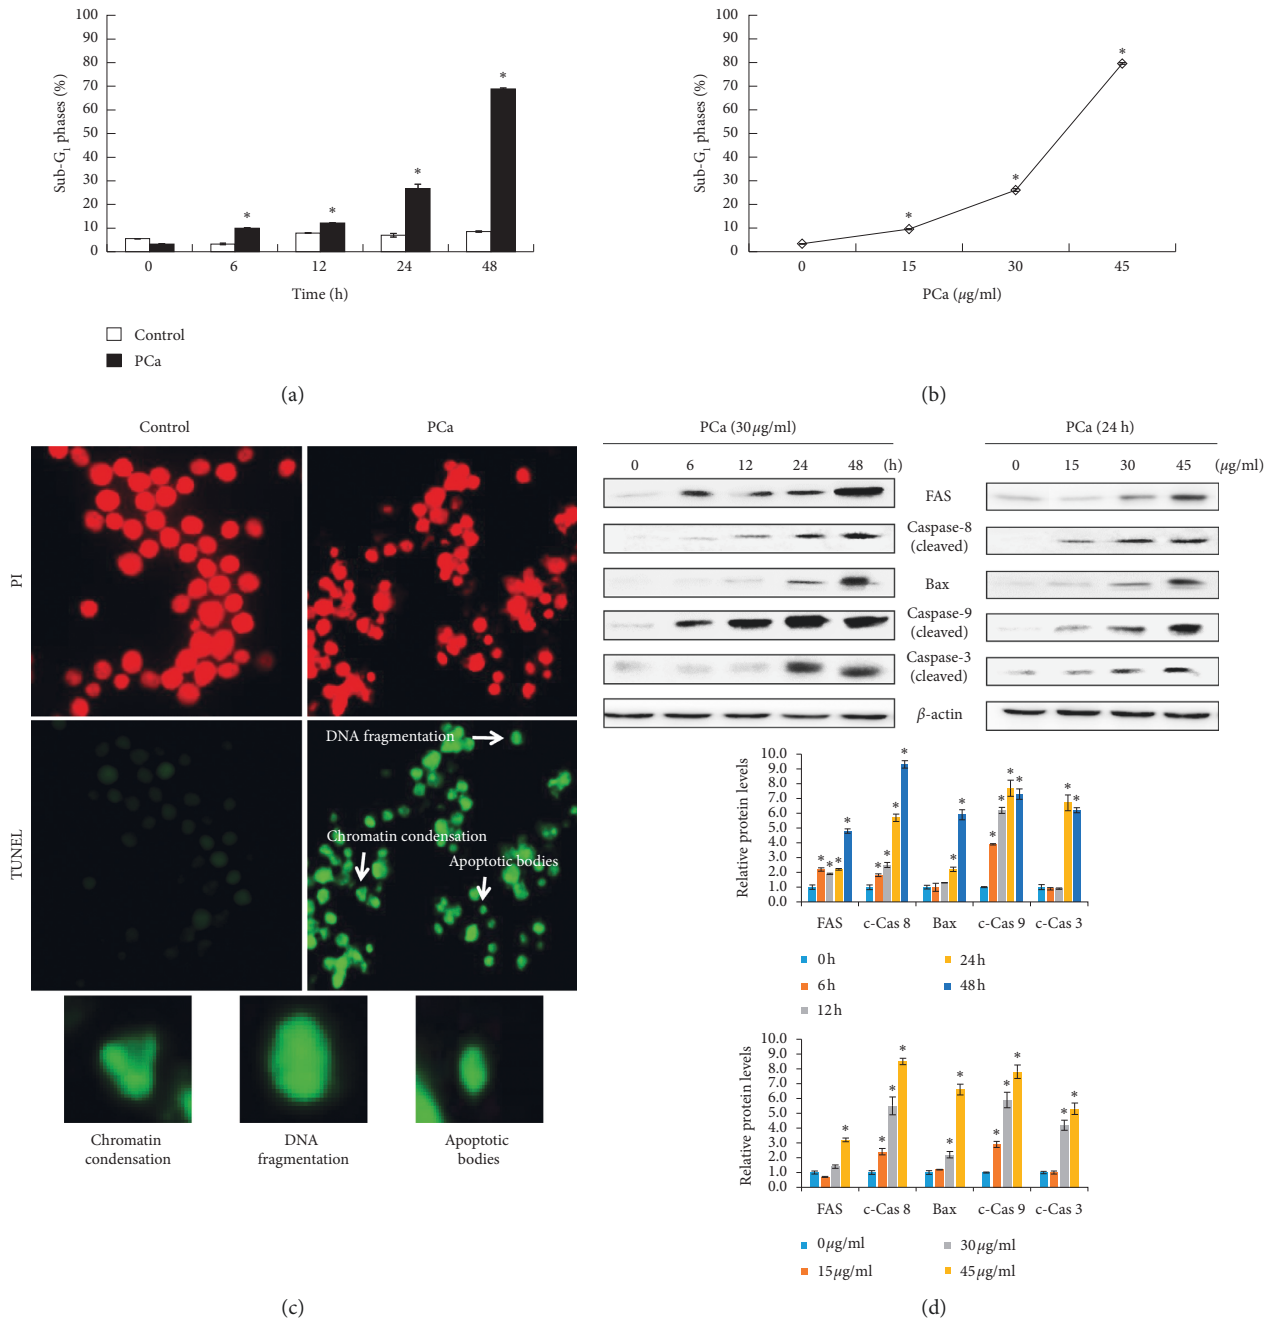 100
90
80
70
60
50
40
30
20
10
0
Sub-G1 phases (%)
*
*
*
*
0
6
12
24
48
Time (h)
Control
PCa
(a)
100
90
80
70
60
50
40
30
20
10
0
Sub-G1 phases (%)
*
*
*
0
15
30
45
PCa (μg/ml)
(b)
Control
PCa
PI
TUNEL
DNA fragmentation
Chromatin condensation
Apoptotic bodies
Chromatin
condensation
DNA
fragmentation
Apoptotic
bodies
(c)
PCa (30 μg/ml)
0 6 12 24 48 (h)
PCa (24 h)
0 15 30 45 (μg/ml)
FAS
Caspase-8
(cleaved)
Bax
Caspase-9
(cleaved)
Caspase-3
(cleaved)
β-actin
Relative protein levels
10.0
9.0
8.0
7.0
6.0
5.0
4.0
3.0
2.0
1.0
0.0
* * * *
* * * *
* *
* * * *
* *
FAS c-Cas 8 Bax c-Cas 9 c-Cas 3
0 h
6 h
12 h
24 h
48 h
Relative protein levels
10.0
9.0
8.0
7.0
6.0
5.0
4.0
3.0
2.0
1.0
0.0
*
* * *
* *
* * *
* *
FAS c-Cas 8 Bax c-Cas 9 c-Cas 3
0 μg/ml
15 μg/ml
30 μg/ml
45 μg/ml
(d)